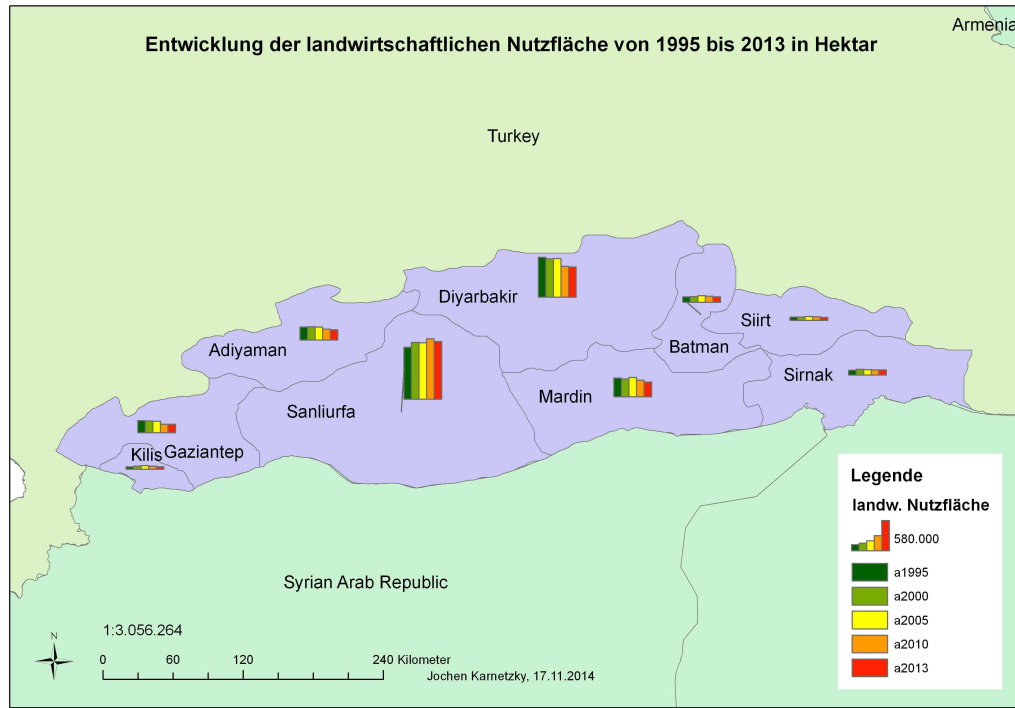 Armenia
Entwicklung der landwirtschaftlichen Nutzfläche von 1995 bis 2013 in Hektar
Turkey
Diyarbakir
Siirt
Adiyaman
Batman
Sirnak
Mardin
Sanliurfa
Kilis
Gaziantep
Legende
landw. Nutzfläche
580.000
a1995
a2000
a2005
a2010
a2013
Syrian Arab Republic
N
1:3.056.264
0 60 120 240 Kilometer
Jochen Karnetzky, 17.11.2014